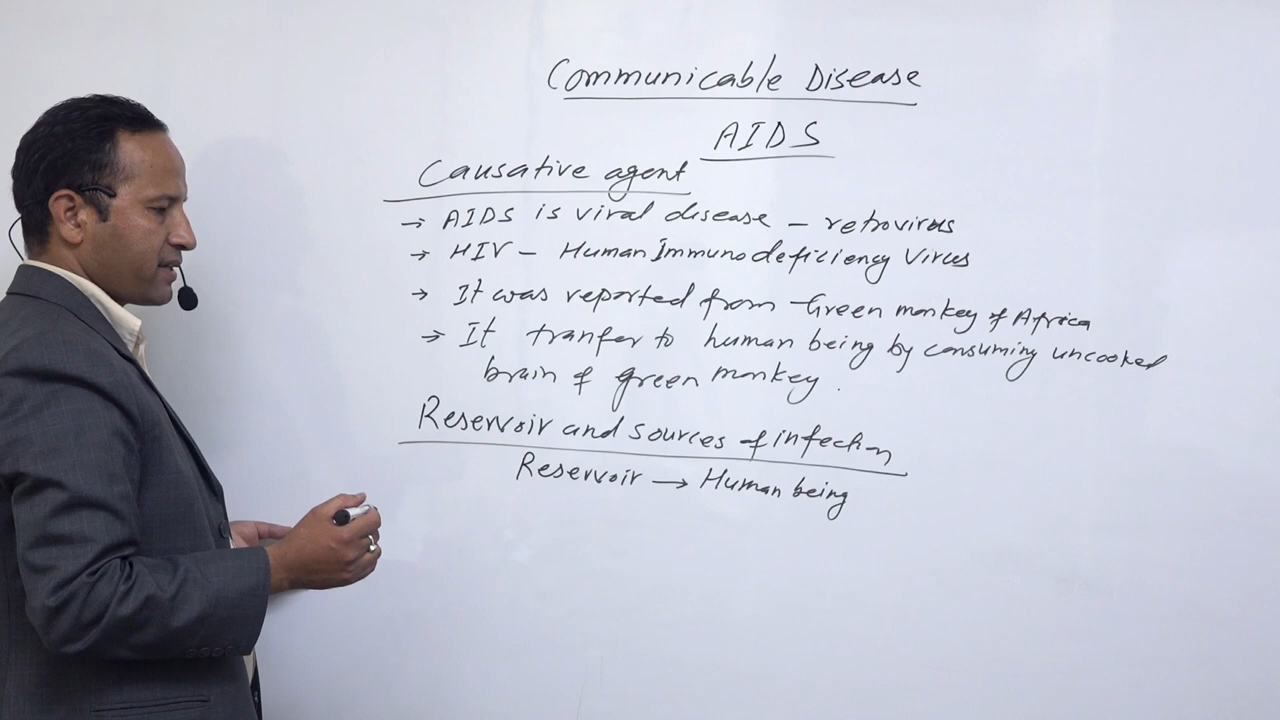 Communicable Disease
AIDS
Causative agent
→ AIDS is viral disease – retrovirus
→ HIV – Human Immunodeficiency Virus
→ It was reported from Green monkey of Africa
→ It tranfer to human being by consuming uncooked
brain of green monkey.
Reservoir and sources of infection
Reservoir → Human being